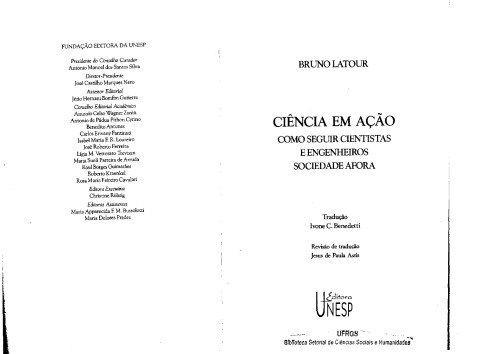 FUNDAÇÃO EDITORA DA UNESP
Presidente do Conselho Curador
Antonio Manoel dos Santos Silva
Diretor-Presidente
José Castilho Marques Neto
Assessor Editorial
Jézio Hernani Bomfim Gutierre
Conselho Editorial Acadêmico
Antonio Celso Wagner Zanin
Antonio de Pádua Pithon Cyrino
Benedito Antunes
Carlos Erivany Fantinati
Isabel Maria F. R. Loureiro
José Roberto Ferreira
Lígia M. Vettorato Trevisan
Maria Sueli Parreira de Arruda
Raul Borges Guimarães
Roberto Kraenkel
Rosa Maria Feiteiro Cavalari
Editora Executiva
Christine Röhrig
Editoras Assistentes
Maria Apparecida F. M. Bussolotti
Maria Dolores Prades
BRUNO LATOUR
CIÊNCIA EM AÇÃO
COMO SEGUIR CIENTISTAS
E ENGENHEIROS
SOCIEDADE AFORA
Tradução
Ivone C. Benedetti
Revisão de tradução
Jesus de Paula Assis
Editora
UNESP
UFRGS
Biblioteca Setorial de Ciências Sociais e Humanidades